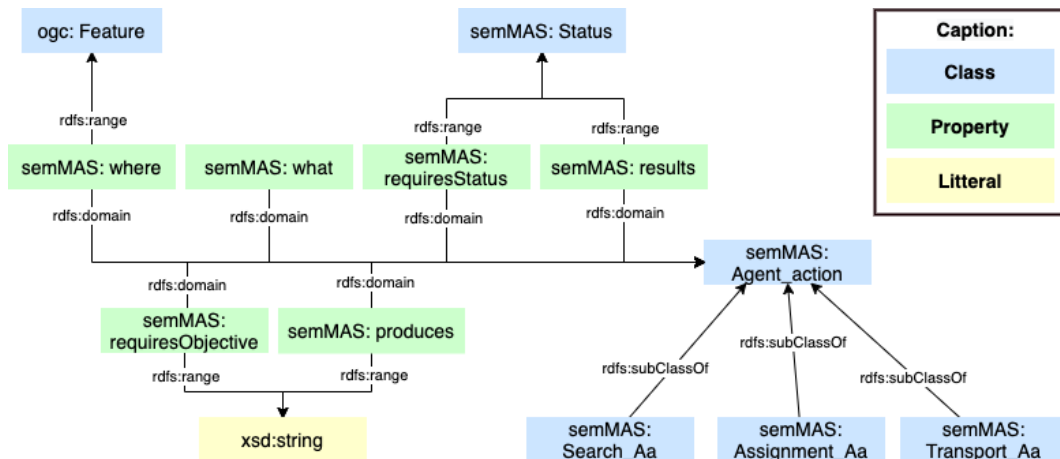 ogc: Feature
semMAS: Status
Caption:
Class
Property
Litteral
rdfs:range
rdfs:range
rdfs:range
semMAS: where
semMAS: what
semMAS:
requiresStatus
semMAS: results
rdfs:domain
rdfs:domain
rdfs:domain
rdfs:domain
semMAS:
Agent_action
rdfs:domain
rdfs:domain
semMAS:
requiresObjective
semMAS: produces
rdfs:range
rdfs:range
rdfs:subClassOf
rdfs:subClassOf
rdfs:subClassOf
xsd:string
semMAS:
Search_Aa
semMAS:
Assignment_Aa
semMAS:
Transport_Aa